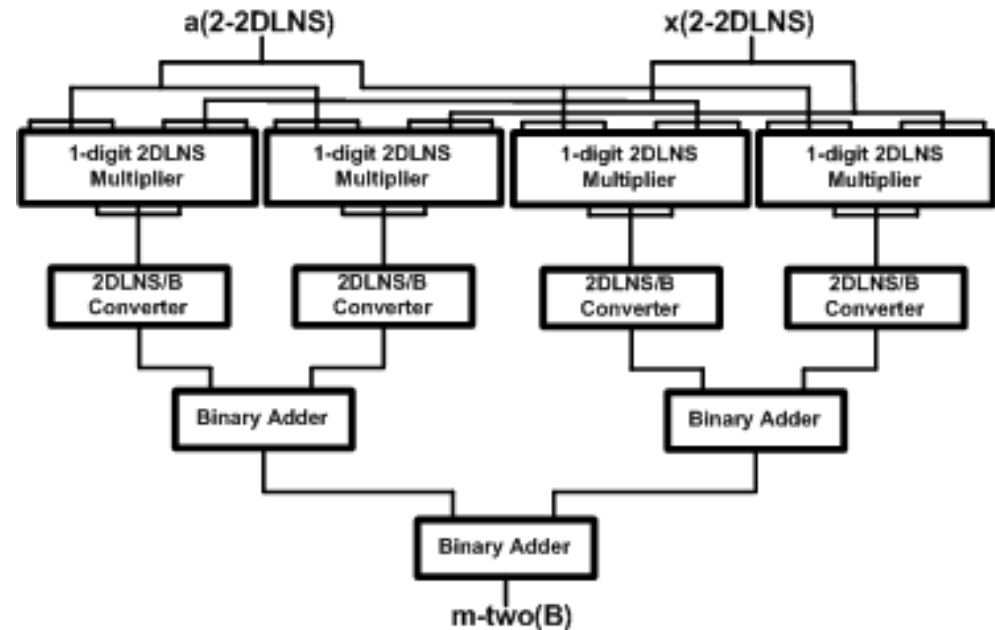 a(2-2DLNS) x(2-2DLNS)
1-digit 2DLNS Multiplier
1-digit 2DLNS Multiplier
1-digit 2DLNS Multiplier
1-digit 2DLNS Multiplier
2DLNS/B Converter
2DLNS/B Converter
2DLNS/B Converter
2DLNS/B Converter
Binary Adder
Binary Adder
Binary Adder
m-two(B)